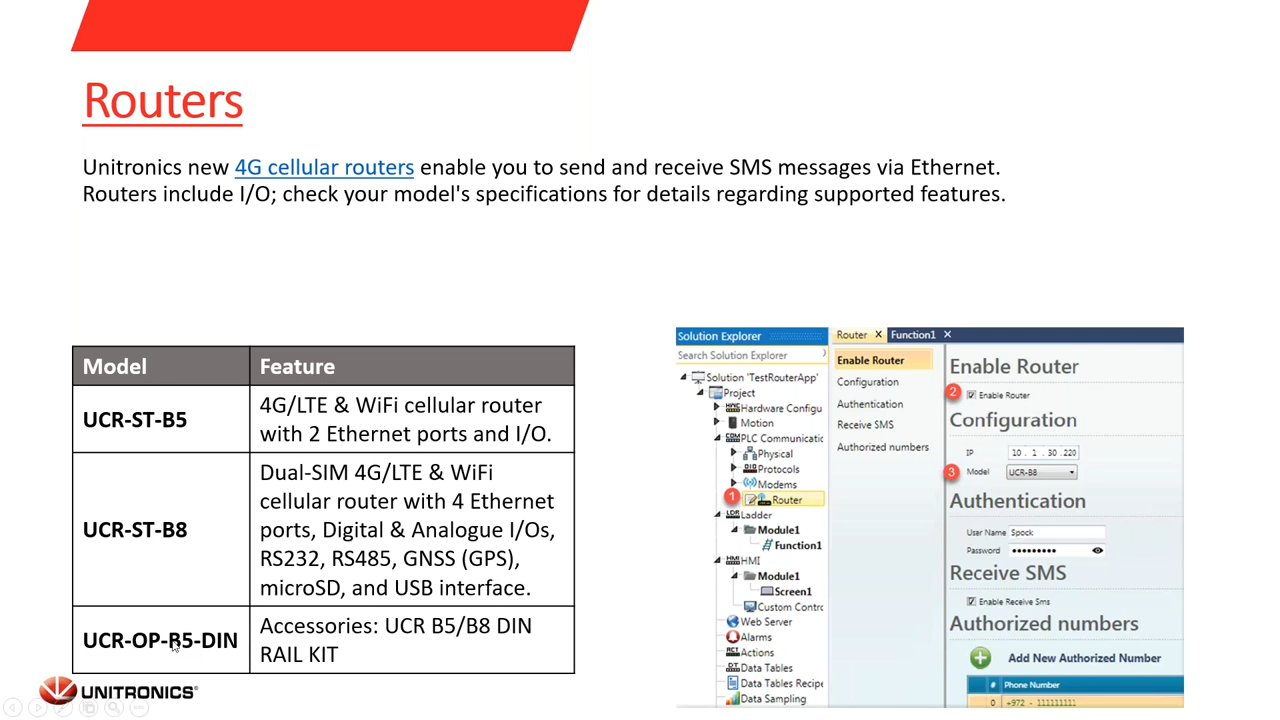 Routers
Unitronics new 4G cellular routers enable you to send and receive SMS messages via Ethernet.
Routers include I/O; check your model's specifications for details regarding supported features.
Model
Feature
UCR-ST-B5
4G/LTE & WiFi cellular router
with 2 Ethernet ports and I/O.
UCR-ST-B8
Dual-SIM 4G/LTE & WiFi
cellular router with 4 Ethernet
ports, Digital & Analogue I/Os,
RS232, RS485, GNSS (GPS),
microSD, and USB interface.
UCR-OP-B5-DIN
Accessories: UCR B5/B8 DIN
RAIL KIT
UNITRONICS®
Solution Explorer
Search Solution Explorer
Solution 'TestRouterApp'
Project
Hardware Configu
Motion
PLC Communicatic
Physical
Protocols
Modems
1
Router
Ladder
Module1
Function1
HMI
Module1
Screen1
Custom Contrc
Web Server
Alarms
Actions
Data Tables
Data Tables Recipe
Data Sampling
Router X Function1 X
Enable Router
Configuration
Authentication
Receive SMS
Authorized numbers
Enable Router
2
Enable Router
Configuration
IP 10 . 1 . 30 .220
3
Model UCR-B8
Authentication
User Name Spock
Password •••••••••
Receive SMS
Enable Receive Sms
Authorized numbers
Add New Authorized Number
# Phone Number
0 +972 - 111111111